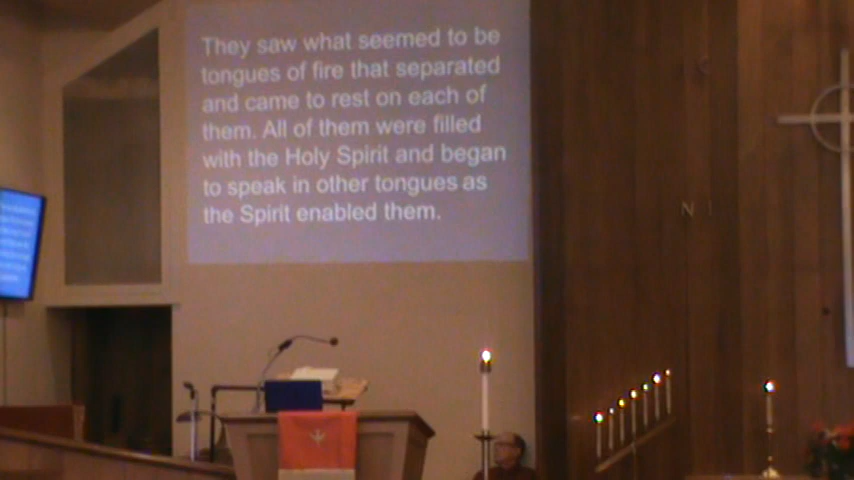 They saw what seemed to be
tongues of fire that separated
and came to rest on each of
them. All of them were filled
with the Holy Spirit and began
to speak in other tongues as
the Spirit enabled them.
N I